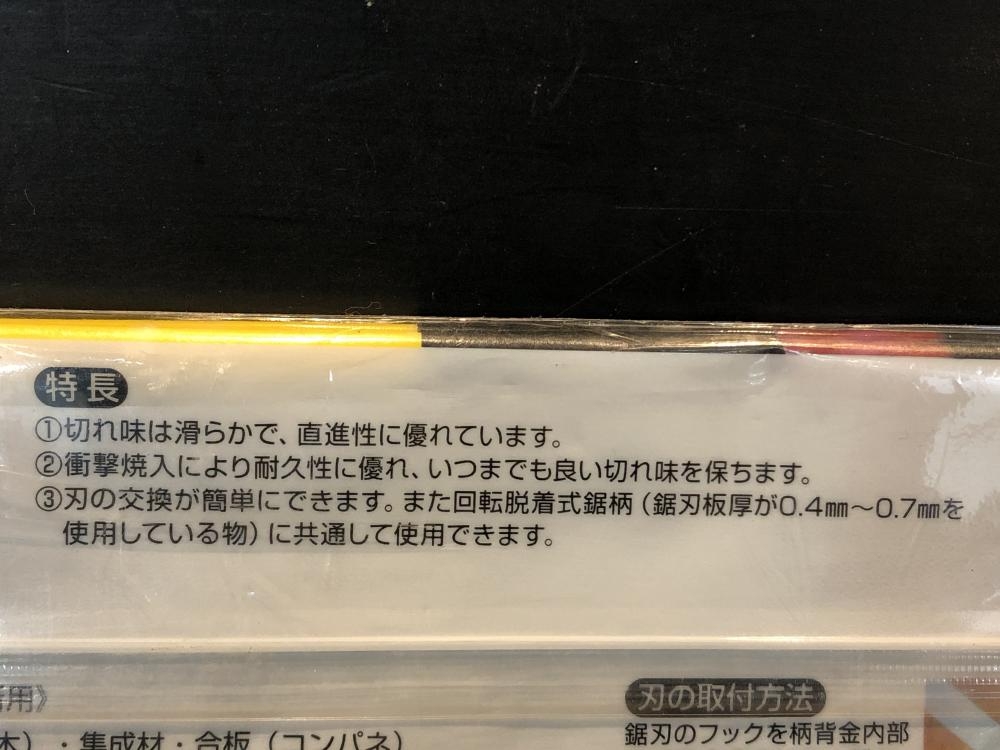 特長
①切れ味は滑らかで、直進性に優れています。
②衝撃焼入により耐久性に優れ、いつまでも良い切れ味を保ちます。
③刃の交換が簡単にできます。また回転脱着式鋸柄（鋸刃板厚が0.4㎜～0.7㎜を
使用している物）に共通して使用できます。
用》
木）・集成材・合板（コンパネ）
刃の取付方法
鋸刃のフックを柄背金内部